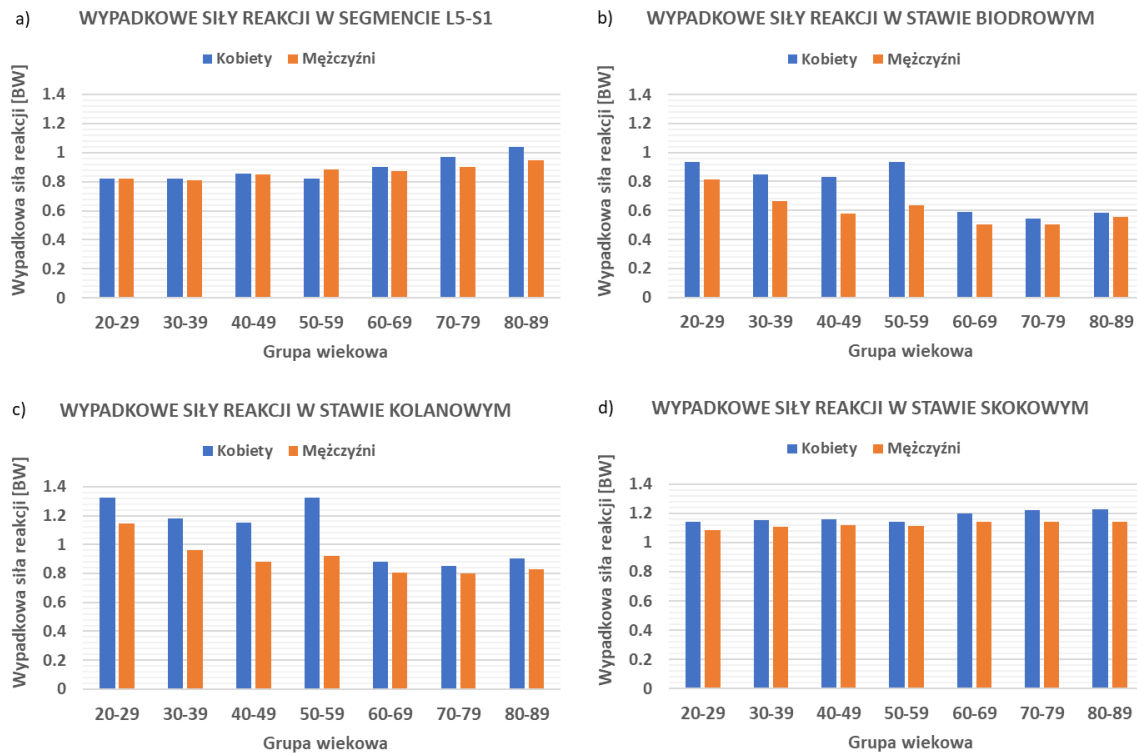 a) WYPADKOWE SIŁY REAKCJI W SEGMENCIE L5-S1
Kobiety Mężczyźni
Wypadkowa siła reakcji [BW]
1.4
1.2
1
0.8
0.6
0.4
0.2
0
20-29 30-39 40-49 50-59 60-69 70-79 80-89
Grupa wiekowa
b) WYPADKOWE SIŁY REAKCJI W STAWIE BIODROWYM
Kobiety Mężczyźni
Wypadkowa siła reakcji [BW]
1.4
1.2
1
0.8
0.6
0.4
0.2
0
20-29 30-39 40-49 50-59 60-69 70-79 80-89
Grupa wiekowa
c) WYPADKOWE SIŁY REAKCJI W STAWIE KOLANOWYM
Kobiety Mężczyźni
Wypadkowa siła reakcji [BW]
1.4
1.2
1
0.8
0.6
0.4
0.2
0
20-29 30-39 40-49 50-59 60-69 70-79 80-89
Grupa wiekowa
d) WYPADKOWE SIŁY REAKCJI W STAWIE SKOKOWYM
Kobiety Mężczyźni
Wypadkowa siła reakcji [BW]
1.4
1.2
1
0.8
0.6
0.4
0.2
0
20-29 30-39 40-49 50-59 60-69 70-79 80-89
Grupa wiekowa